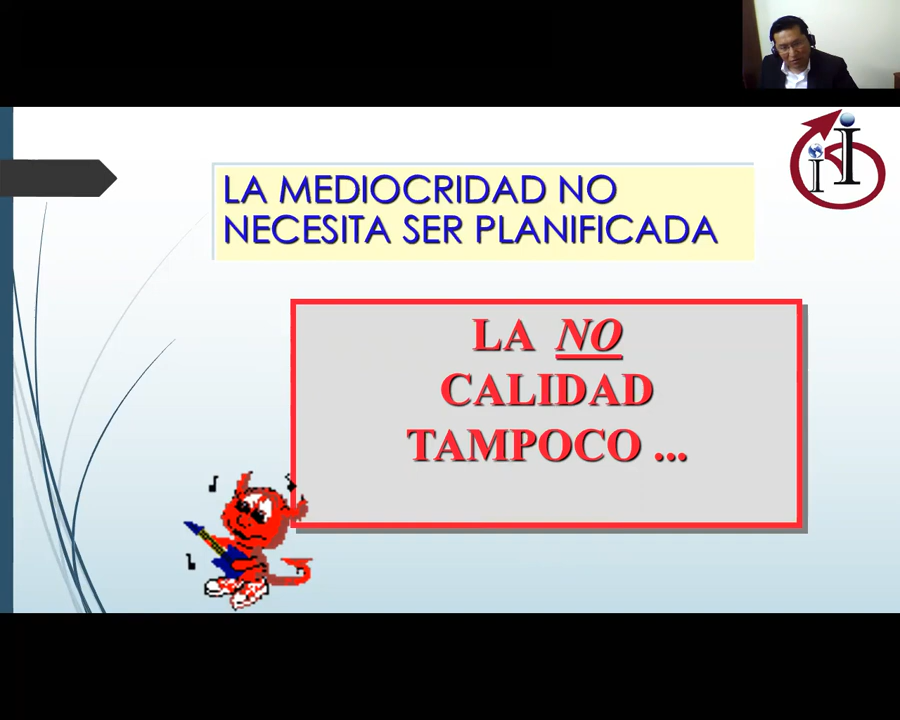 LA MEDIOCRIDAD NO
NECESITA SER PLANIFICADA
LA NO
CALIDAD
TAMPOCO ...